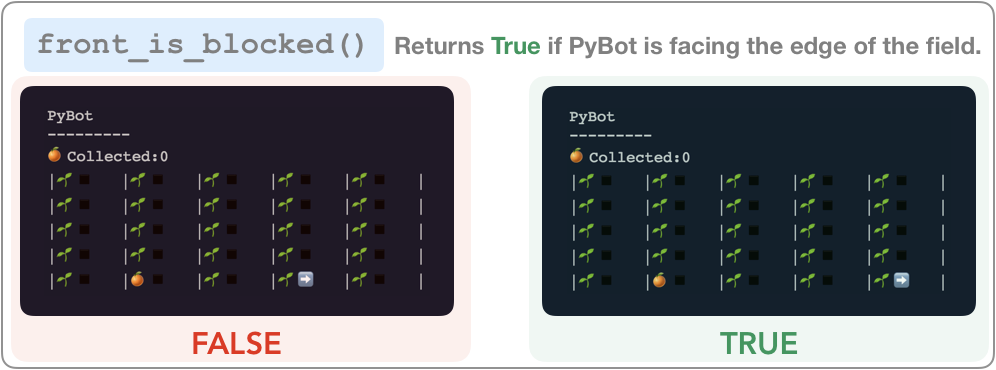 front_is_blocked() Returns True if PyBot is facing the edge of the field.
PyBot
---------
🍊 Collected:0
|🌱◼ |🌱◼ |🌱◼ |🌱◼ |🌱◼ |
|🌱◼ |🌱◼ |🌱◼ |🌱◼ |🌱◼ |
|🌱◼ |🌱◼ |🌱◼ |🌱◼ |🌱◼ |
|🌱◼ |🌱◼ |🌱◼ |🌱◼ |🌱◼ |
|🌱◼ |🍊◼ |🌱◼ |🌱➡️ |🌱◼ |
FALSE
PyBot
---------
🍊 Collected:0
|🌱◼ |🌱◼ |🌱◼ |🌱◼ |🌱◼ |
|🌱◼ |🌱◼ |🌱◼ |🌱◼ |🌱◼ |
|🌱◼ |🌱◼ |🌱◼ |🌱◼ |🌱◼ |
|🌱◼ |🌱◼ |🌱◼ |🌱◼ |🌱◼ |
|🌱◼ |🍊◼ |🌱◼ |🌱◼ |🌱➡️ |
TRUE